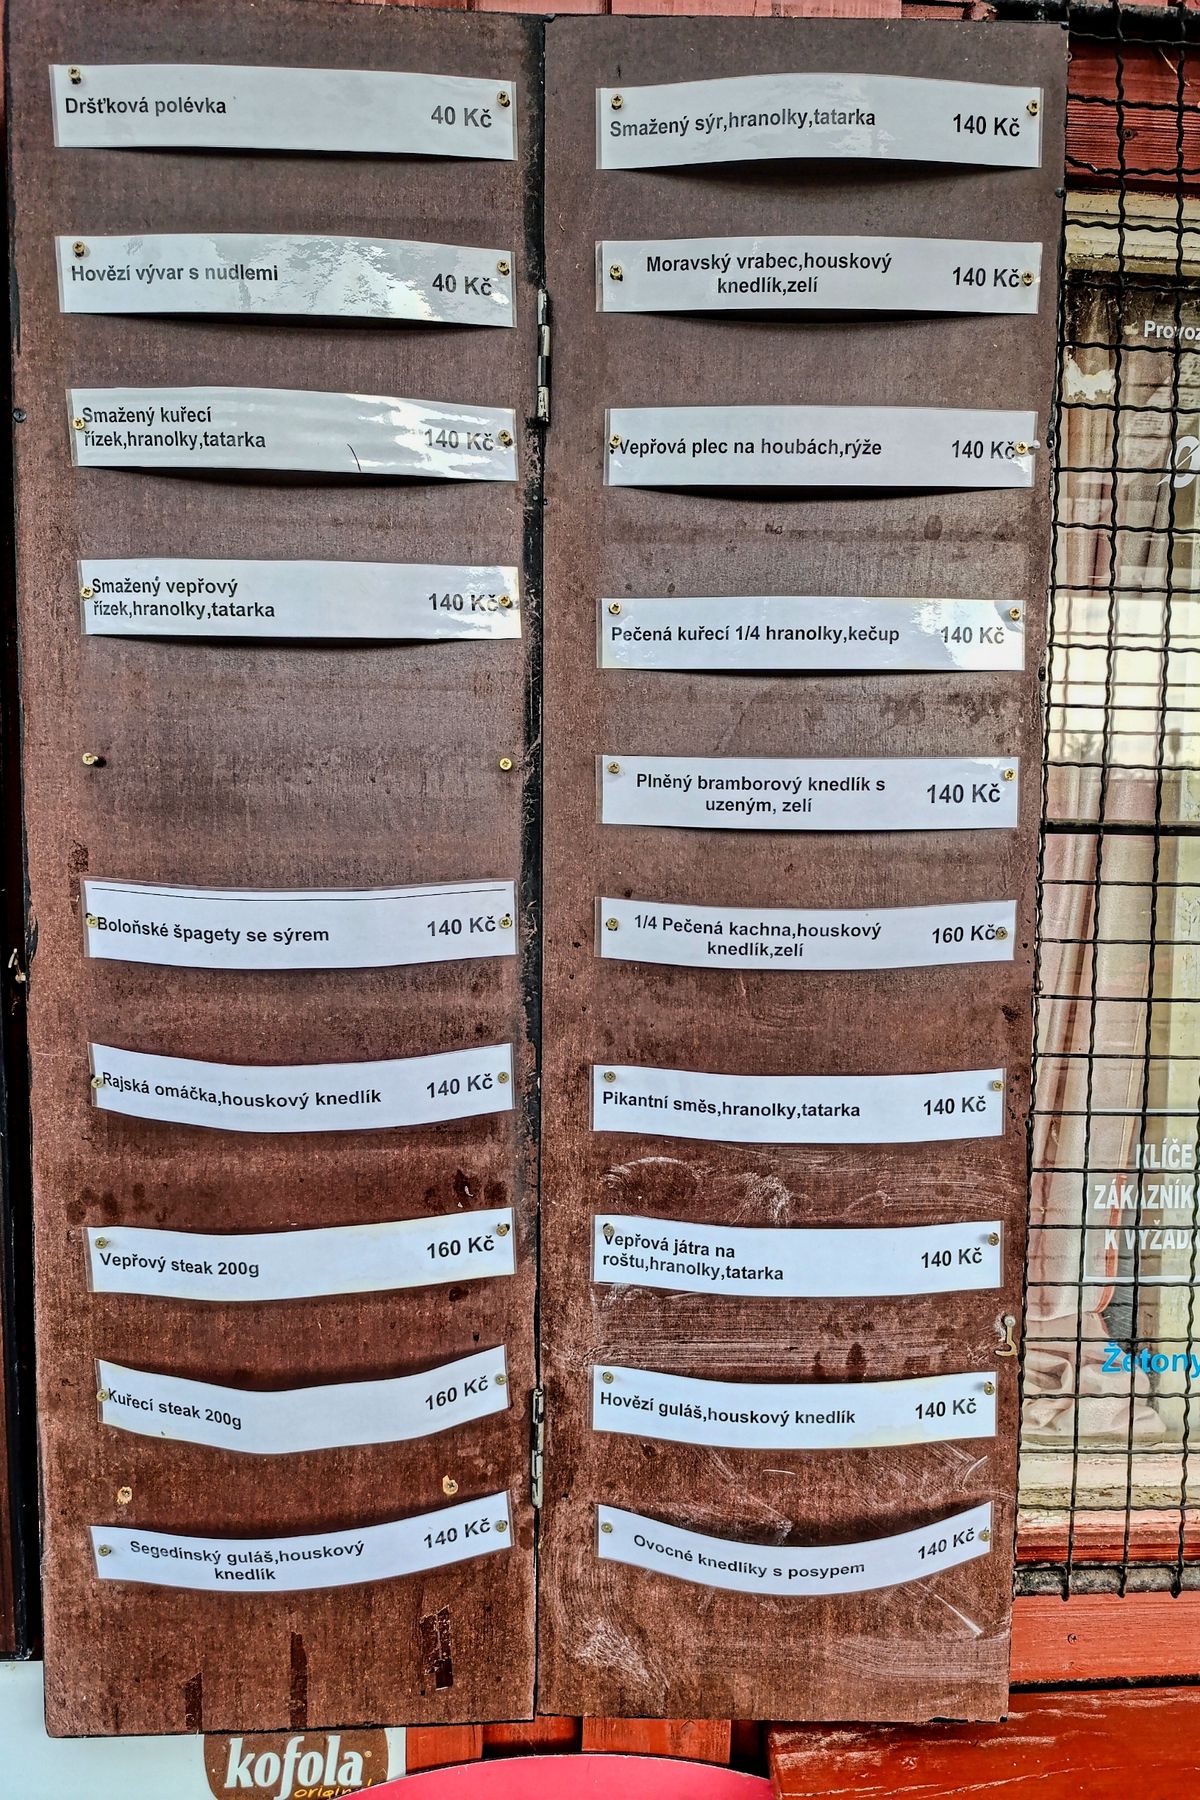 Dršťková polévka 40 Kč
Hovězí vývar s nudlemi 40 Kč
Smažený kuřecí
řízek,hranolky,tatarka 140 Kč
Smažený vepřový
řízek,hranolky,tatarka 140 Kč
Boloňské špagety se sýrem 140 Kč
Rajská omáčka,houskový knedlík 140 Kč
Vepřový steak 200g 160 Kč
Kuřecí steak 200g 160 Kč
Segedínský guláš,houskový
knedlík 140 Kč
Smažený sýr,hranolky,tatarka 140 Kč
Moravský vrabec,houskový
knedlík,zelí 140 Kč
Vepřová plec na houbách,rýže 140 Kč
Pečená kuřecí 1/4 hranolky,kečup 140 Kč
Plněný bramborový knedlík s
uzeným, zelí 140 Kč
1/4 Pečená kachna,houskový
knedlík,zelí 160 Kč
Pikantní směs,hranolky,tatarka 140 Kč
Vepřová játra na
roštu,hranolky,tatarka 140 Kč
Hovězí guláš,houskový knedlík 140 Kč
Ovocné knedlíky s posypem 140 Kč
Provoz
KLÍČE
ZÁKAZNÍK
K VYŽÁD
Žetony
kofola
original